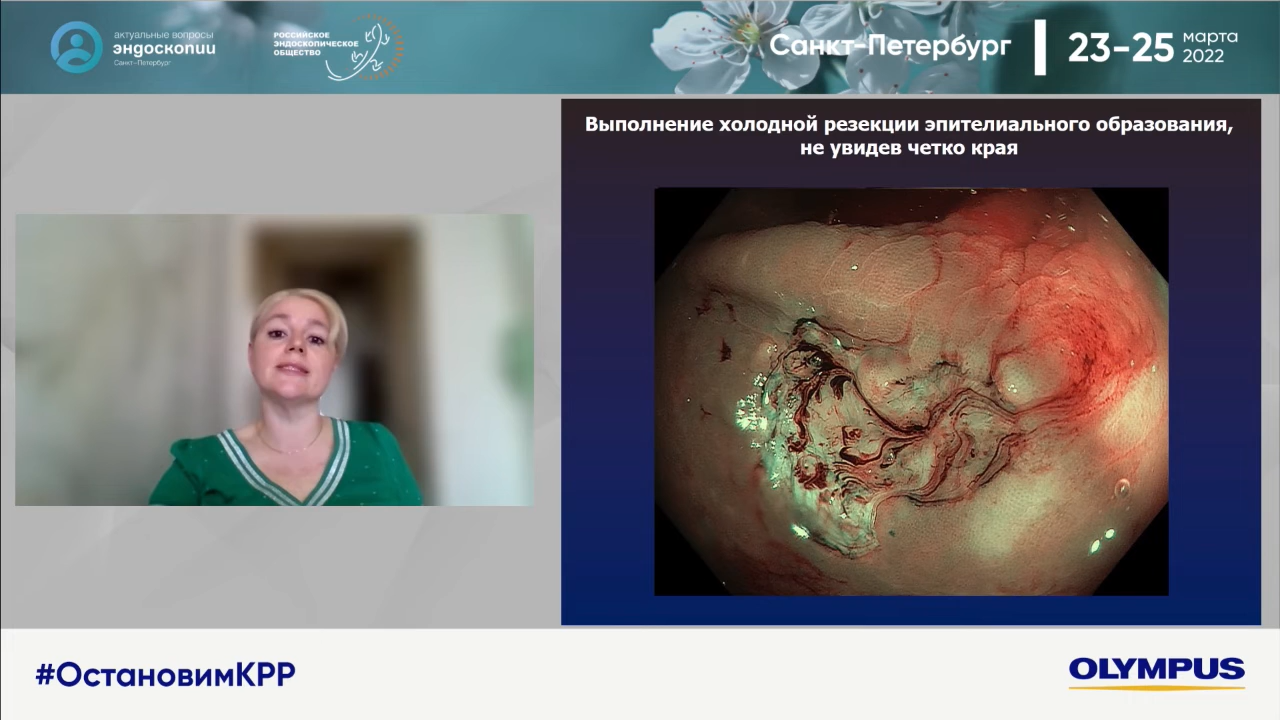 актуальные вопросы
эндоскопии
Санкт-Петербург
РОССИЙСКОЕ
ЭНДОСКОПИЧЕСКОЕ
ОБЩЕСТВО
Санкт-Петербург
23-25
марта
2022
Выполнение холодной резекции эпителиального образования,
не увидев четко края
#ОстановимКРР
OLYMPUS